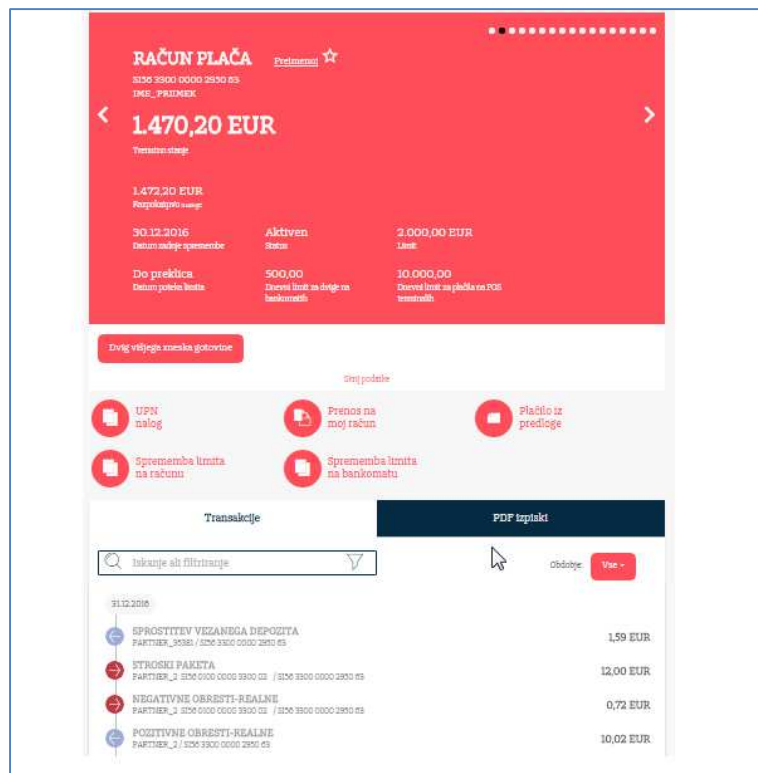 RAČUN PLAČA Preimenuj
SI56 3300 0000 2950 63
IME_PRIIMEK
1.470,20 EUR
Trenutno stanje
1.472,20 EUR
Razpoložljivo
30.12.2016 Aktiven 2.000,00 EUR
Datum zadnje spremembe Status Limit
Do preklica 500,00 10.000,00
Datum poteka limita Dnevni limit za dvige na Dnevni limit za plačila na POS
bankomatih terminalih
Dvig višjega zneska gotovine
Skrij podatke
UPN Prenos na Plačilo iz
nalog moj račun predloge
Sprememba limita Sprememba limita
na računu na bankomatu
Transakcije PDF izpiski
Iskanje ali filtriranje Obdobje: Vse
31.12.2016
SPROSTITEV VEZANEGA DEPOZITA 1,59 EUR
PARTNER_95381 / SI56 3300 0000 2950 63
STROSKI PAKETA 12,00 EUR
PARTNER_2 SI56 0100 0000 3300 02 / SI56 3300 0000 2950 63
NEGATIVNE OBRESTI-REALNE 0,72 EUR
PARTNER_2 SI56 0100 0000 3300 02 / SI56 3300 0000 2950 63
POZITIVNE OBRESTI-REALNE 10,02 EUR
PARTNER_2 / SI56 3300 0000 2950 63